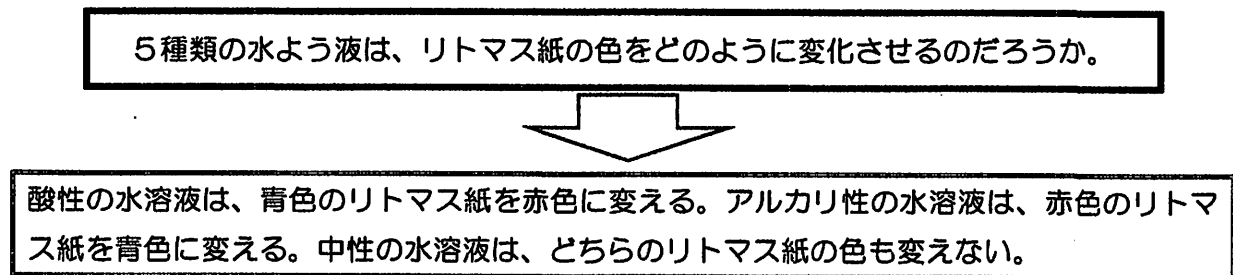 5種類の水よう液は、リトマス紙の色をどのように変化させるのだろうか。
酸性の水溶液は、青色のリトマス紙を赤色に変える。アルカリ性の水溶液は、赤色のリトマ
ス紙を青色に変える。中性の水溶液は、どちらのリトマス紙の色も変えない。